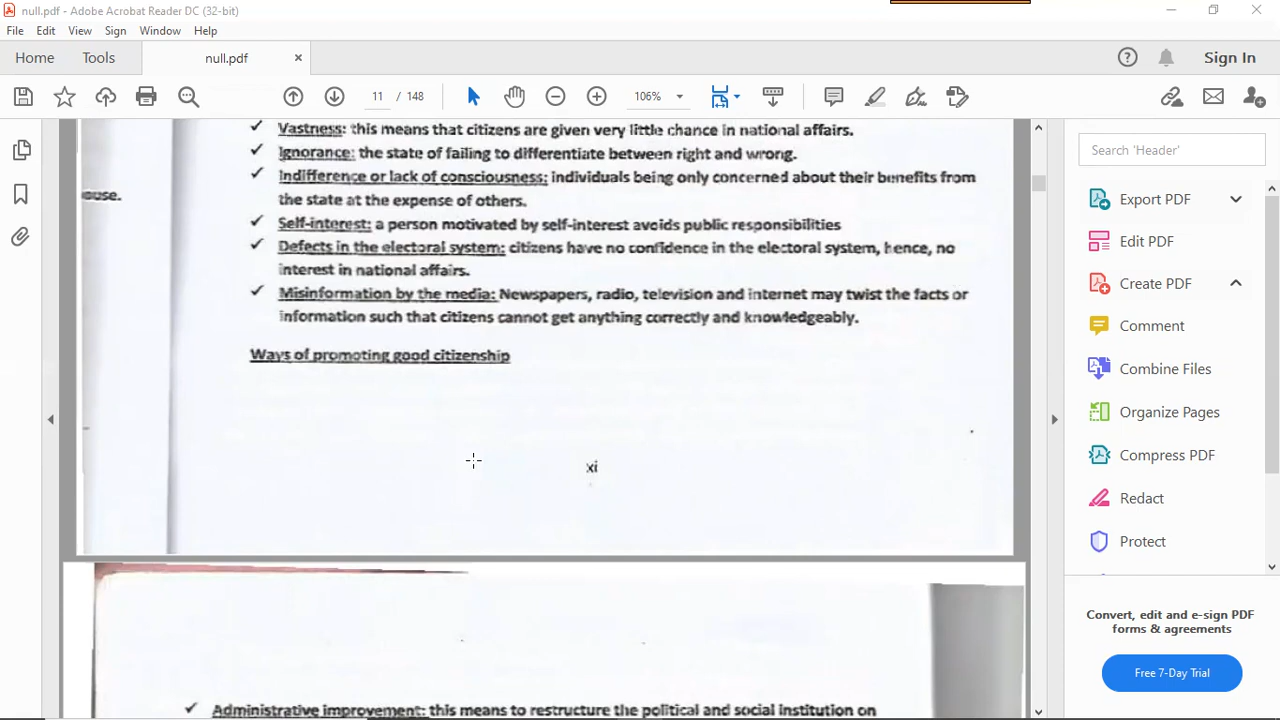 null.pdf - Adobe Acrobat Reader DC (32-bit)
File Edit View Sign Window Help
Home Tools null.pdf × Sign In
11 / 148 106%
Vastness: this means that citizens are given very little chance in national affairs.
Ignorance: the state of failing to differentiate between right and wrong.
Indifference or lack of consciousness: individuals being only concerned about their benefits from
ouse.
the state at the expense of others.
Self-interest: a person motivated by self-interest avoids public responsibilities
Defects in the electoral system: citizens have no confidence in the electoral system, hence, no
interest in national affairs.
Misinformation by the media: Newspapers, radio, television and internet may twist the facts or
information such that citizens cannot get anything correctly and knowledgeably.
Ways of promoting good citizenship
xi
Administrative improvement: this means to restructure the political and social institution on
Search 'Header'
Export PDF
Edit PDF
Create PDF
Comment
Combine Files
Organize Pages
Compress PDF
Redact
Protect
Convert, edit and e-sign PDF
forms & agreements
Free 7-Day Trial